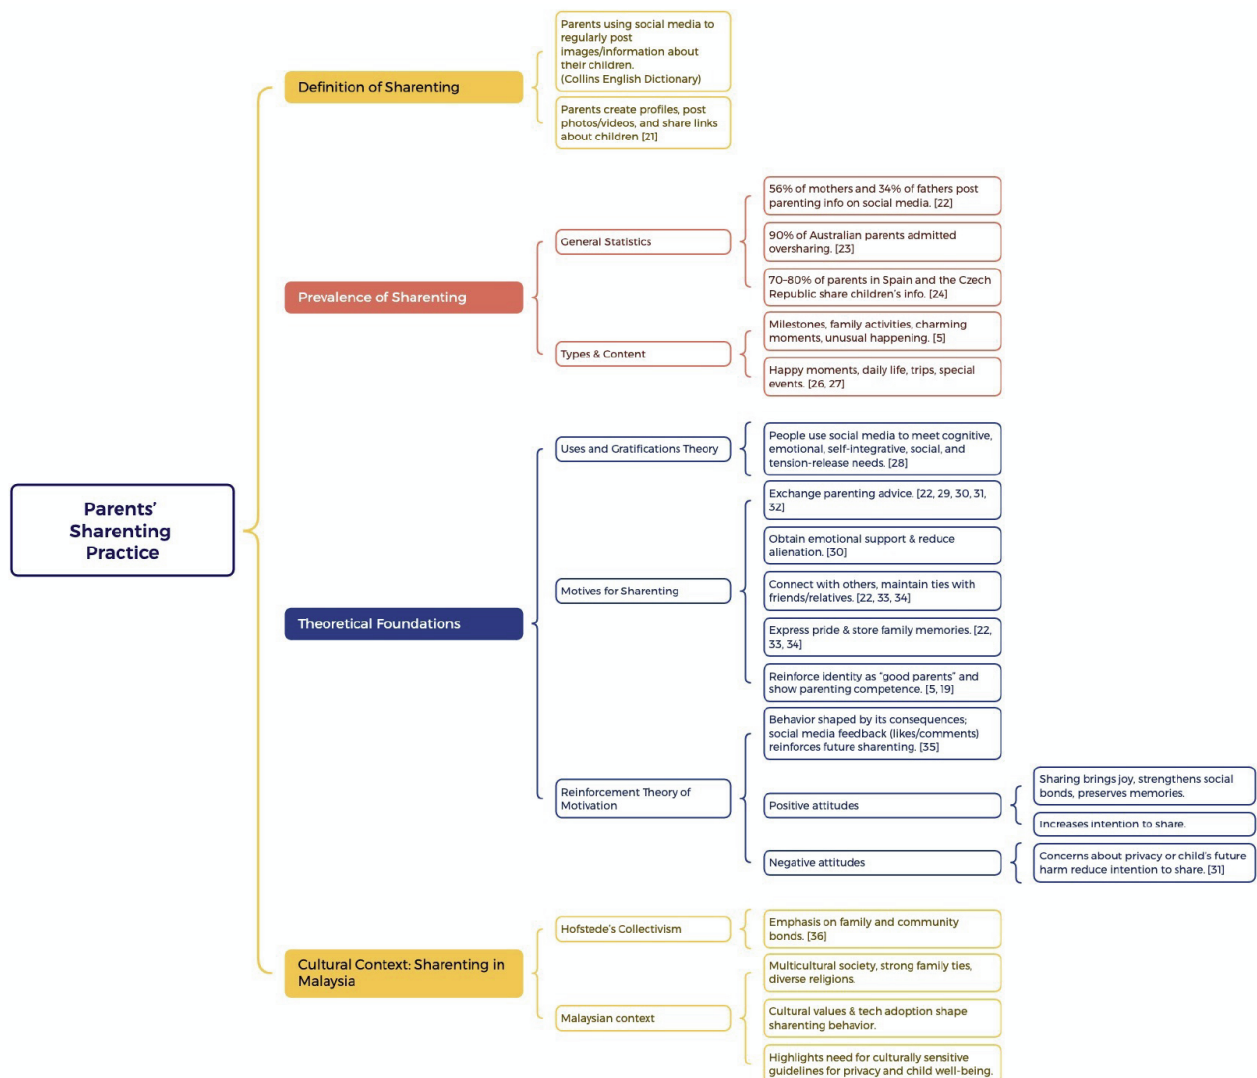 Parents'
Sharenting
Practice
Definition of Sharenting
Parents using social media to
regularly post
images/information about
their children.
(Collins English Dictionary)
Parents create profiles, post
photos/videos, and share links
about children [21]
Prevalence of Sharenting
General Statistics
56% of mothers and 34% of fathers post
parenting info on social media. [22]
90% of Australian parents admitted
oversharing. [23]
70-80% of parents in Spain and the Czech
Republic share children's info. [24]
Types & Content
Milestones, family activities, charming
moments, unusual happening. [5]
Happy moments, daily life, trips, special
events. [26, 27]
Theoretical Foundations
Uses and Gratifications Theory
People use social media to meet cognitive,
emotional, self-integrative, social, and
tension-release needs. [28]
Motives for Sharenting
Exchange parenting advice. [22, 29, 30, 31,
32]
Obtain emotional support & reduce
alienation. [30]
Connect with others, maintain ties with
friends/relatives. [22, 33, 34]
Express pride & store family memories. [22,
33, 34]
Reinforce identity as "good parents" and
show parenting competence. [5, 19]
Reinforcement Theory of
Motivation
Behavior shaped by its consequences;
social media feedback (likes/comments)
reinforces future sharenting. [35]
Positive attitudes
Sharing brings joy, strengthens social
bonds, preserves memories.
Increases intention to share.
Negative attitudes
Concerns about privacy or child's future
harm reduce intention to share. [31]
Cultural Context: Sharenting in
Malaysia
Hofstede's Collectivism
Emphasis on family and community
bonds. [36]
Malaysian context
Multicultural society, strong family ties,
diverse religions.
Cultural values & tech adoption shape
sharenting behavior.
Highlights need for culturally sensitive
guidelines for privacy and child well-being.